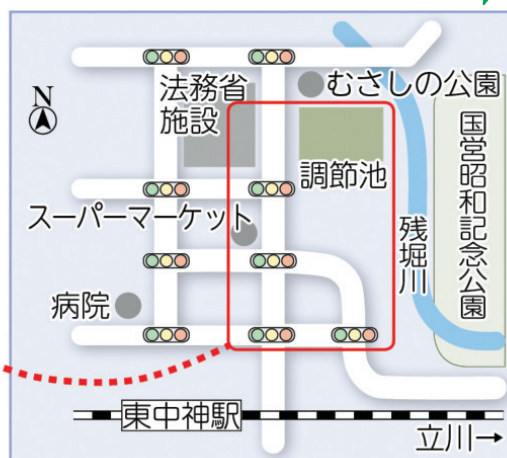 法務省
施設
むさしの公園
N
調節池
国営昭和記念公園
スーパーマーケット
残堀川
病院
東中神駅
立川→